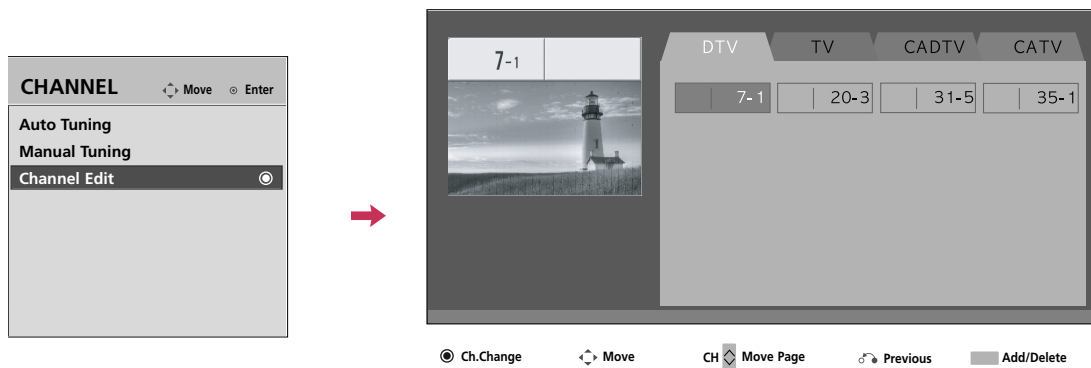 CHANNEL Move Enter
Auto Tuning
Manual Tuning
Channel Edit
7-1
DTV TV CADTV CATV
7-1 20-3 31-5 35-1
Ch.Change Move CH Move Page Previous Add/Delete